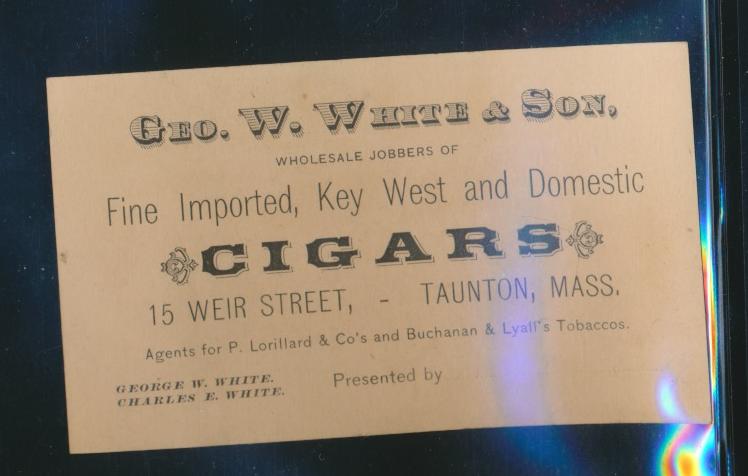 GEO. W. WHITE & SON,
WHOLESALE JOBBERS OF
Fine Imported, Key West and Domestic
CIGARS
15 WEIR STREET, - TAUNTON, MASS.
Agents for P. Lorillard & Co's and Buchanan & Lyall's Tobaccos.
GEORGE W. WHITE.
CHARLES E. WHITE.
Presented by